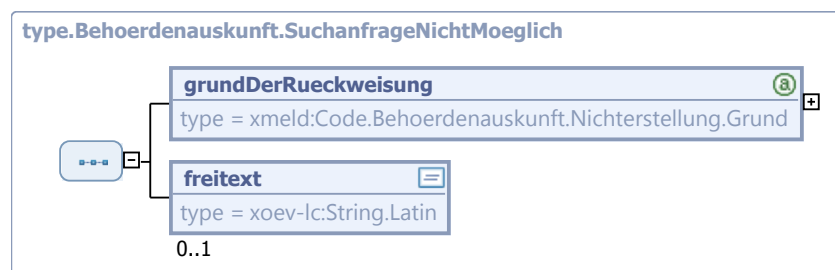 type.Behoerdenauskunft.SuchanfrageNichtMoeglich
grundDerRueckweisung
type = xmeld:Code.Behoerdenauskunft.Nichterstellung.Grund
freitext
type = xoev-lc:String.Latin
0..1